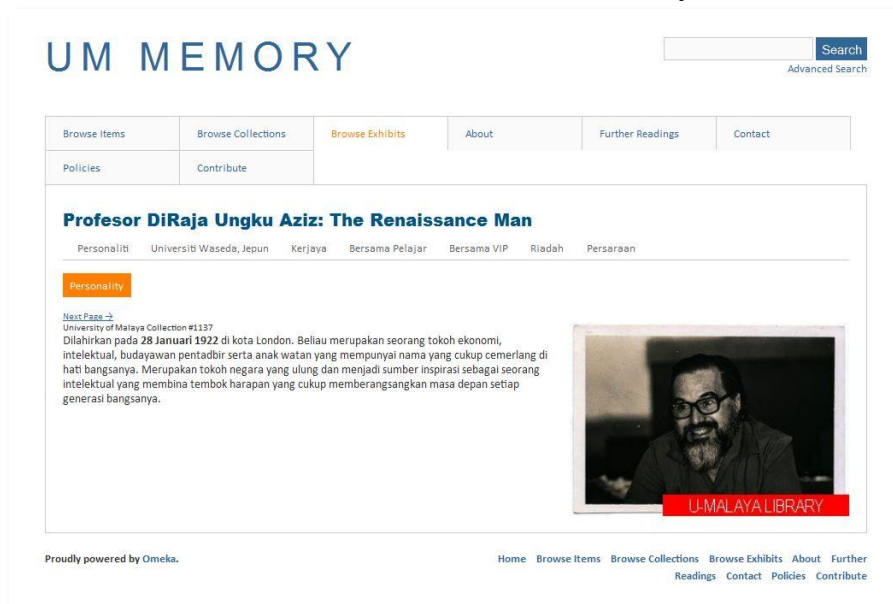 UM MEMORY
Search
Advanced Search
Browse Items Browse Collections Browse Exhibits About Further Readings Contact
Policies Contribute
Profesor DiRaja Ungku Aziz: The Renaissance Man
Personaliti Universiti Waseda, Jepun Kerjaya Bersama Pelajar Bersama VIP Riadah Persaraan
Personality
Next Page →
University of Malaya Collection #1137
Dilahirkan pada 28 Januari 1922 di kota London. Beliau merupakan seorang tokoh ekonomi,
intelektual, budayawan pentadbir serta anak watan yang mempunyai nama yang cukup cemerlang di
hati bangsanya. Merupakan tokoh negara yang ulung dan menjadi sumber inspirasi sebagai seorang
intelektual yang membina tembok harapan yang cukup memberangsangkan masa depan setiap
generasi bangsanya.
U-MALAYA LIBRARY
Proudly powered by Omeka.
Home Browse Items Browse Collections Browse Exhibits About Further
Readings Contact Policies Contribute